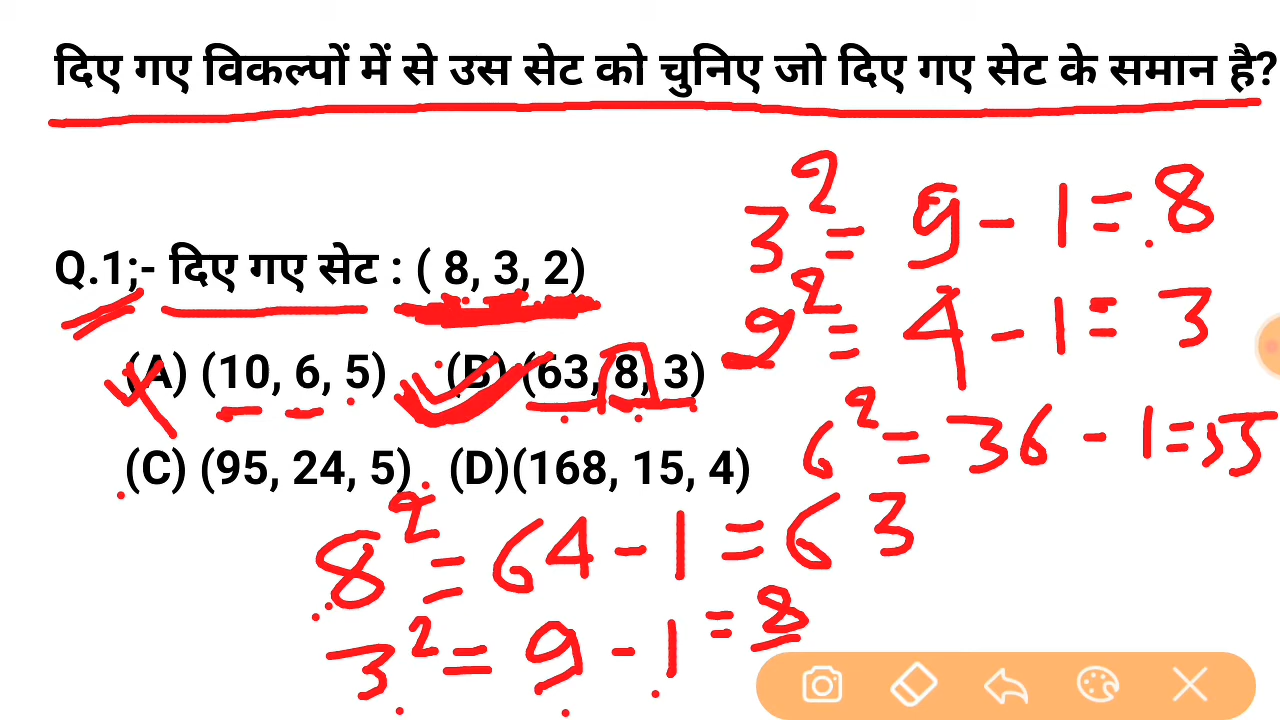 दिए गए विकल्पों में से उस सेट को चुनिए जो दिए गए सेट के समान है?
3² = 9 - 1 = 8
Q.1;- दिए गए सेट : ( 8, 3, 2)
2² = 4 - 1 = 3
(A) (10, 6, 5) (B) (63, 8, 3)
6² = 36 - 1 = 35
(C) (95, 24, 5) (D)(168, 15, 4)
8² = 64 - 1 = 63
3² = 9 - 1 = 8